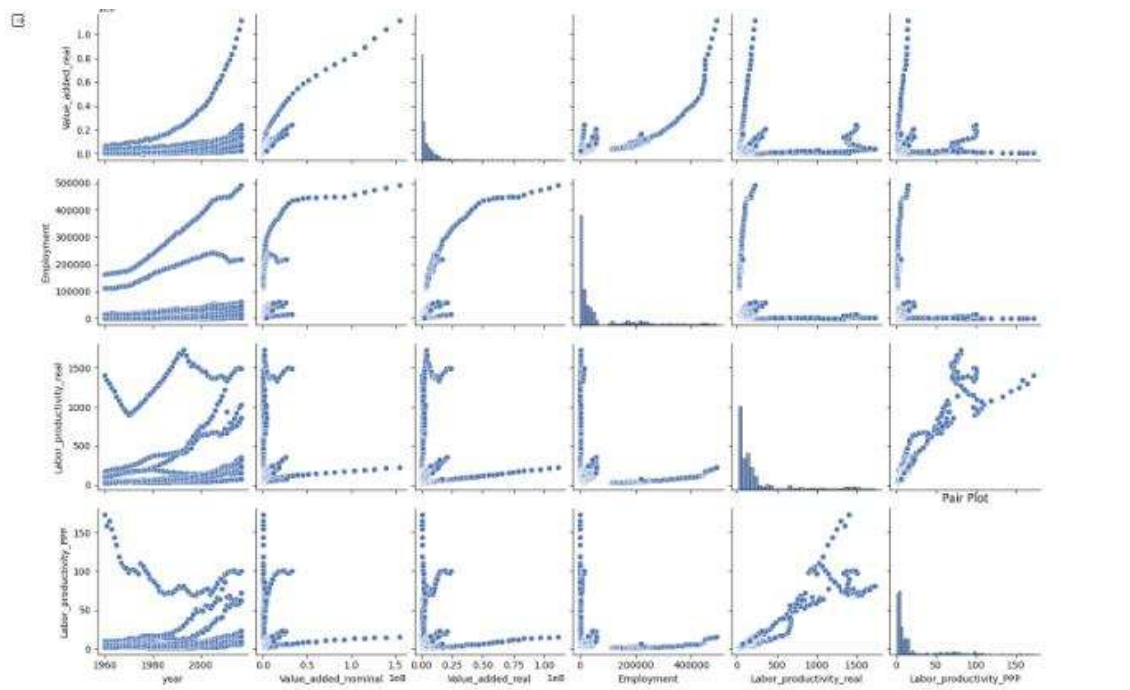 1.0
0.8
0.6
0.4
0.2
0.0
Value_added_real
500000
400000
300000
200000
100000
0
Employment
1500
1000
500
0
Labor_productivity_real
Pair Plot
150
100
50
0
Labor_productivity_PPP
1960 1980 2000
0.0 0.5 1.0 1.5
0.00 0.25 0.50 0.75 1.00
0 200000 400000
0 500 1000 1500
0 50 100 150
year
Value_added_nominal 1e8
Value_added_real 1e8
Employment
Labor_productivity_real
Labor_productivity_PPP